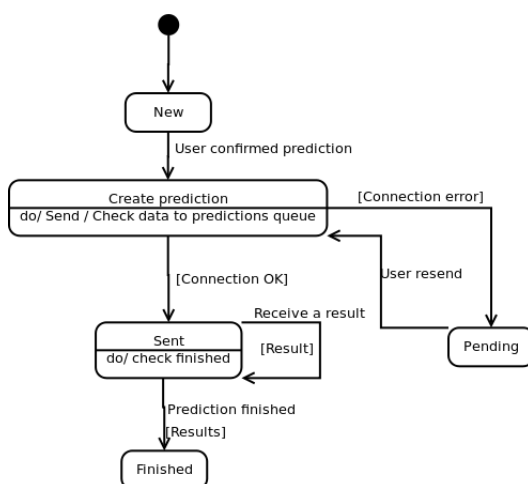 New
User confirmed prediction
Create prediction
[Connection error]
do/ Send / Check data to predictions queue
[Connection OK]
User resend
Receive a result
Sent
[Result]
Pending
do/ check finished
Prediction finished
[Results]
Finished